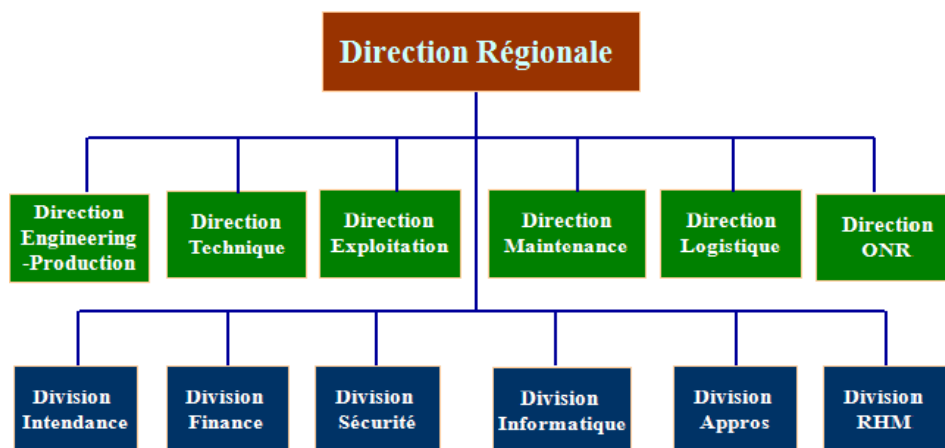 Direction Régionale
Direction
Engineering
-Production
Direction
Technique
Direction
Exploitation
Direction
Maintenance
Direction
Logistique
Direction
ONR
Division
Intendance
Division
Finance
Division
Sécurité
Division
Informatique
Division
Appros
Division
RHM